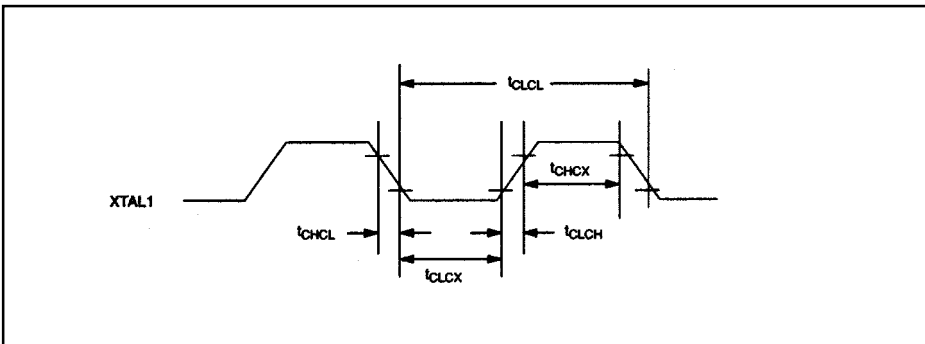 tCLCL
tCHCX
XTAL1
tCHCL
tCLCH
tCLCX